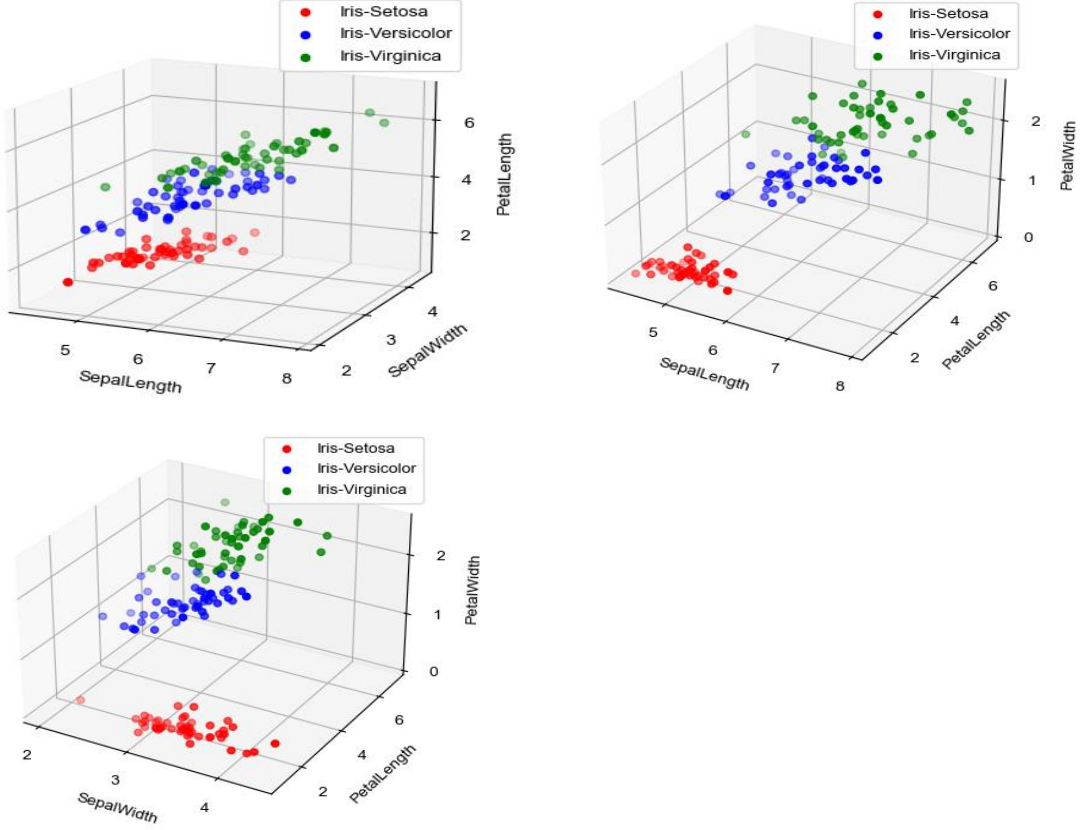 Iris-Setosa
Iris-Versicolor
Iris-Virginica
6
4
2
PetalLength
4
3
2
SepalWidth
5
6
7
8
SepalLength
Iris-Setosa
Iris-Versicolor
Iris-Virginica
2
1
0
PetalWidth
6
4
2
PetalLength
5
6
7
8
SepalLength
Iris-Setosa
Iris-Versicolor
Iris-Virginica
2
1
0
PetalWidth
6
4
2
PetalLength
2
3
4
SepalWidth